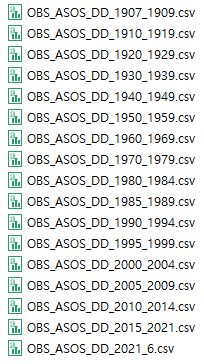 OBS_ASOS_DD_1907_1909.csv
OBS_ASOS_DD_1910_1919.csv
OBS_ASOS_DD_1920_1929.csv
OBS_ASOS_DD_1930_1939.csv
OBS_ASOS_DD_1940_1949.csv
OBS_ASOS_DD_1950_1959.csv
OBS_ASOS_DD_1960_1969.csv
OBS_ASOS_DD_1970_1979.csv
OBS_ASOS_DD_1980_1984.csv
OBS_ASOS_DD_1985_1989.csv
OBS_ASOS_DD_1990_1994.csv
OBS_ASOS_DD_1995_1999.csv
OBS_ASOS_DD_2000_2004.csv
OBS_ASOS_DD_2005_2009.csv
OBS_ASOS_DD_2010_2014.csv
OBS_ASOS_DD_2015_2021.csv
OBS_ASOS_DD_2021_6.csv